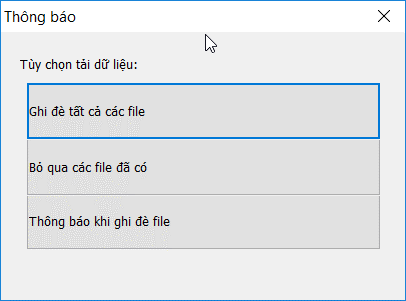 Thông báo
Tùy chọn tải dữ liệu:
Ghi đè tất cả các file
Bỏ qua các file đã có
Thông báo khi ghi đè file